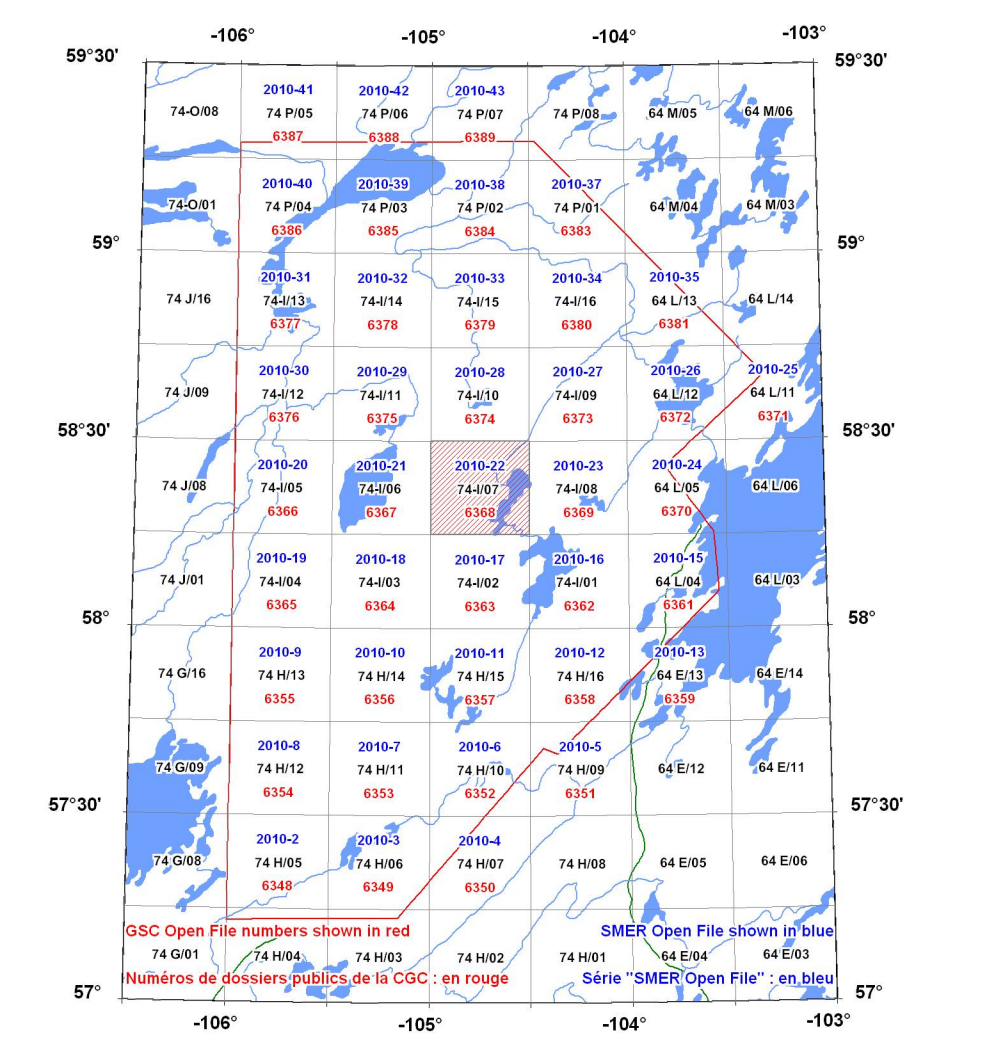 -106° -105° -104° -103°
59°30' 59°30'
2010-41 2010-42 2010-43
74-O/08 74 P/05 74 P/06 74 P/07 74 P/08 64 M/05 64 M/06
6387 6388 6389
2010-40 2010-39 2010-38 2010-37
74-O/01 74 P/04 74 P/03 74 P/02 74 P/01 64 M/04 64 M/03
6386 6385 6384 6383
59° 59°
2010-31 2010-32 2010-33 2010-34 2010-35
74 J/16 74-I/13 74-I/14 74-I/15 74-I/16 64 L/13 64 L/14
6377 6378 6379 6380 6381
2010-30 2010-29 2010-28 2010-27 2010-26 2010-25
74 J/09 74-I/12 74-I/11 74-I/10 74-I/09 64 L/12 64 L/11
6376 6375 6374 6373 6372 6371
58°30' 58°30'
2010-20 2010-21 2010-22 2010-23 2010-24
74 J/08 74-I/05 74-I/06 74-I/07 74-I/08 64 L/05 64 L/06
6366 6367 6368 6369 6370
2010-19 2010-18 2010-17 2010-16 2010-15
74 J/01 74-I/04 74-I/03 74-I/02 74-I/01 64 L/04 64 L/03
6365 6364 6363 6362 6361
58° 58°
2010-9 2010-10 2010-11 2010-12 2010-13
74 G/16 74 H/13 74 H/14 74 H/15 74 H/16 64 E/13 64 E/14
6355 6356 6357 6358 6359
2010-8 2010-7 2010-6 2010-5
74 G/09 74 H/12 74 H/11 74 H/10 74 H/09 64 E/12 64 E/11
6354 6353 6352 6351
57°30' 57°30'
2010-2 2010-3 2010-4
74 G/08 74 H/05 74 H/06 74 H/07 74 H/08 64 E/05 64 E/06
6348 6349 6350
GSC Open File numbers shown in red SMER Open File shown in blue
74 G/01 74 H/04 74 H/03 74 H/02 74 H/01 64 E/04 64 E/03
Numéros de dossiers publics de la CGC : en rouge Série "SMER Open File" : en bleu
57° 57°
-106° -105° -104° -103°